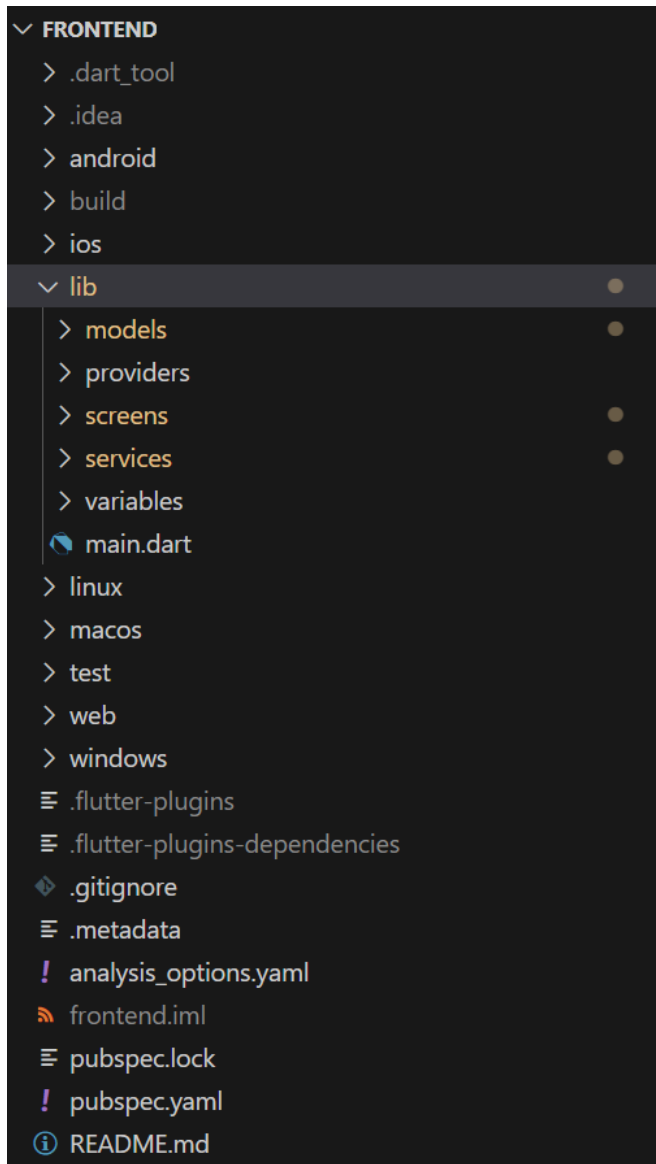 FRONTEND
.dart_tool
.idea
android
build
ios
lib
models
providers
screens
services
variables
main.dart
linux
macos
test
web
windows
.flutter-plugins
.flutter-plugins-dependencies
.gitignore
.metadata
! analysis_options.yaml
frontend.iml
pubspec.lock
! pubspec.yaml
README.md